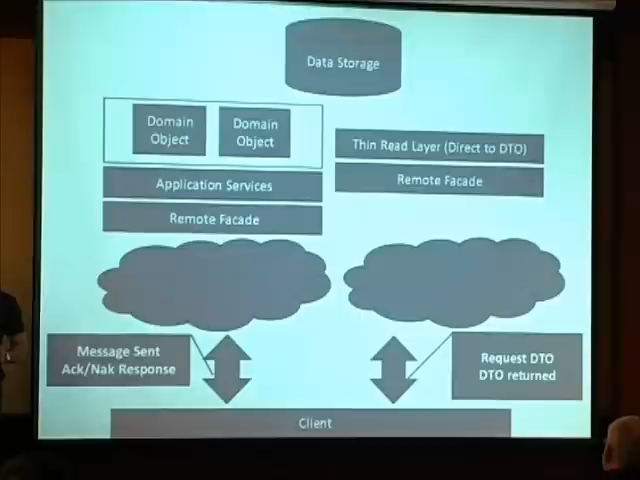 Data Storage
Domain
Object
Domain
Object
Thin Read Layer (Direct to DTO)
Application Services
Remote Facade
Remote Facade
Message Sent
Ack/Nak Response
Request DTO
DTO returned
Client